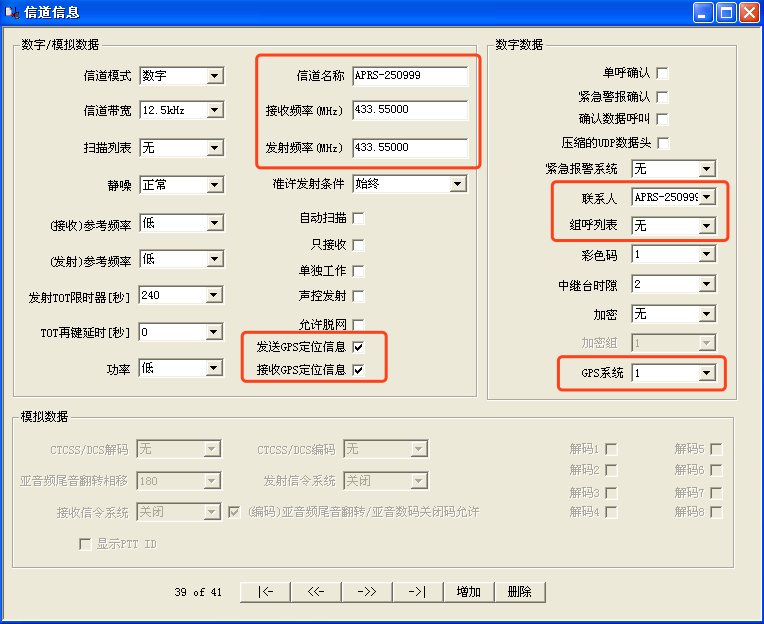 信道信息
数字/模拟数据
信道模式 数字
信道带宽 12.5kHz
扫描列表 无
静噪 正常
(接收)参考频率 低
(发射)参考频率 低
发射TOT限时器[秒] 240
TOT再键延时[秒] 0
功率 低
信道名称 APRS-250999
接收频率(MHz) 433.55000
发射频率(MHz) 433.55000
准许发射条件 始终
自动扫描
只接收
单独工作
声控发射
允许脱网
发送GPS定位信息
接收GPS定位信息
数字数据
单呼确认
紧急警报确认
确认数据呼叫
压缩的UDP数据头
紧急报警系统 无
联系人 APRS-250999
组呼列表 无
彩色码 1
中继台时隙 2
加密 无
加密组 1
GPS系统 1
模拟数据
CTCSS/DCS解码 无
CTCSS/DCS编码 无
亚音频尾音翻转相移 180
发射信令系统 关闭
接收信令系统 关闭
(编码)亚音频尾音翻转/亚音数码关闭码允许
显示PTT ID
解码1
解码2
解码3
解码4
解码5
解码6
解码7
解码8
39 of 41
|<-
<<-
->>
->|
增加
删除